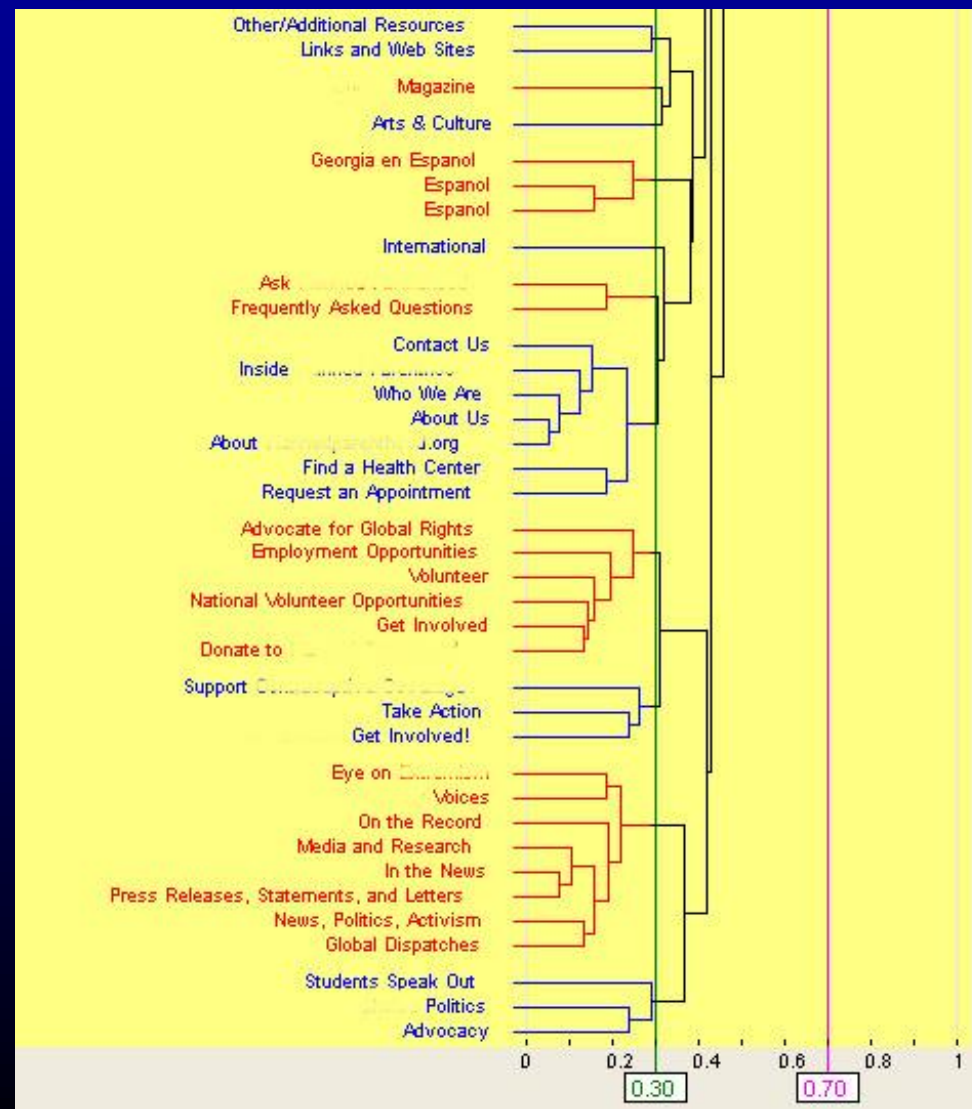 Other/Additional Resources
Links and Web Sites
Magazine
Arts & Culture
Georgia en Espanol
Espanol
Espanol
International
Ask
Frequently Asked Questions
Contact Us
Inside
Who We Are
About Us
About .org
Find a Health Center
Request an Appointment
Advocate for Global Rights
Employment Opportunities
Volunteer
National Volunteer Opportunities
Get Involved
Donate to
Support
Take Action
Get Involved!
Eye on
Voices
On the Record
Media and Research
In the News
Press Releases, Statements, and Letters
News, Politics, Activism
Global Dispatches
Students Speak Out
Politics
Advocacy
0 0.2 0.4 0.6 0.8 1
0.30 0.70